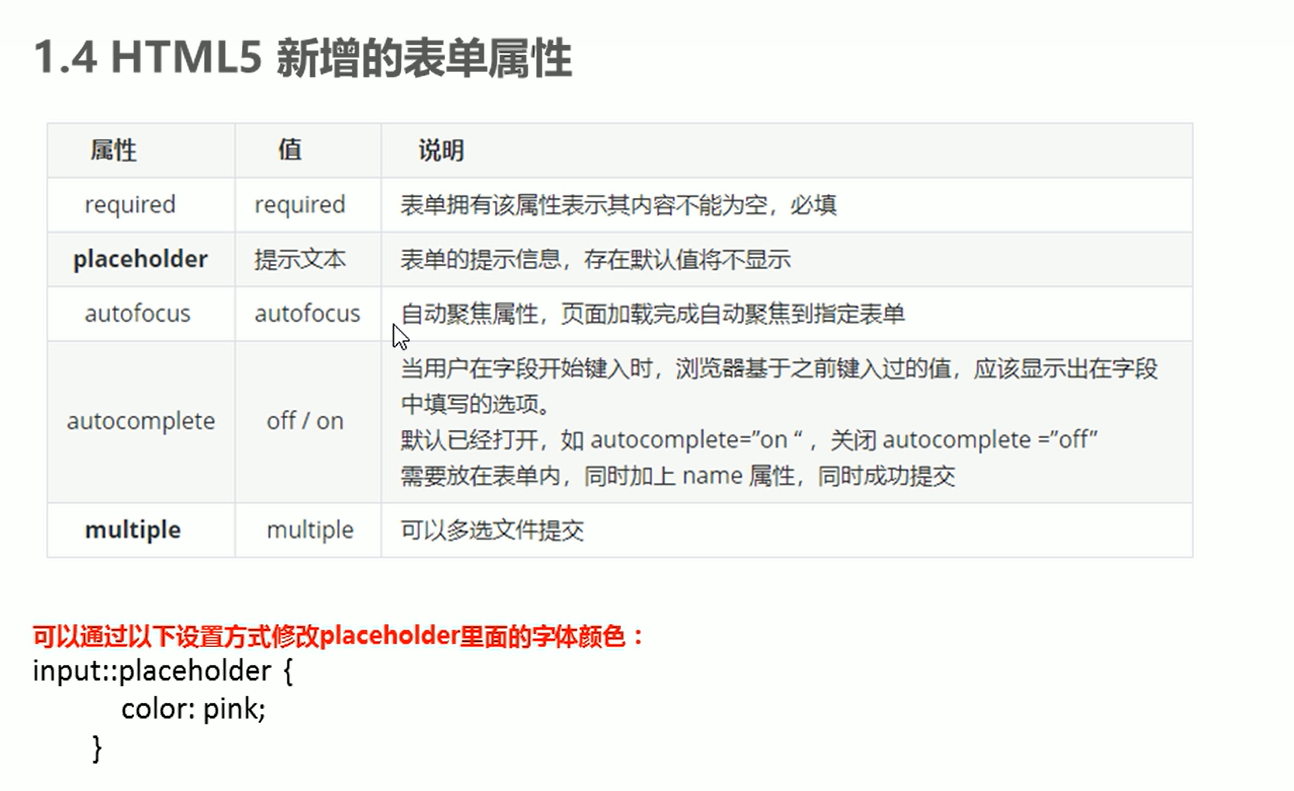 1.4 HTML5 新增的表单属性
属性 值 说明
required required 表单拥有该属性表示其内容不能为空，必填
placeholder 提示文本 表单的提示信息，存在默认值将不显示
autofocus autofocus 自动聚焦属性，页面加载完成自动聚焦到指定表单
autocomplete off / on 当用户在字段开始键入时，浏览器基于之前键入过的值，应该显示出在字段
中填写的选项。
默认已经打开，如 autocomplete=”on “ ，关闭 autocomplete =”off”
需要放在表单内，同时加上 name 属性，同时成功提交
multiple multiple 可以多选文件提交
可以通过以下设置方式修改placeholder里面的字体颜色：
input::placeholder {
color: pink;
}